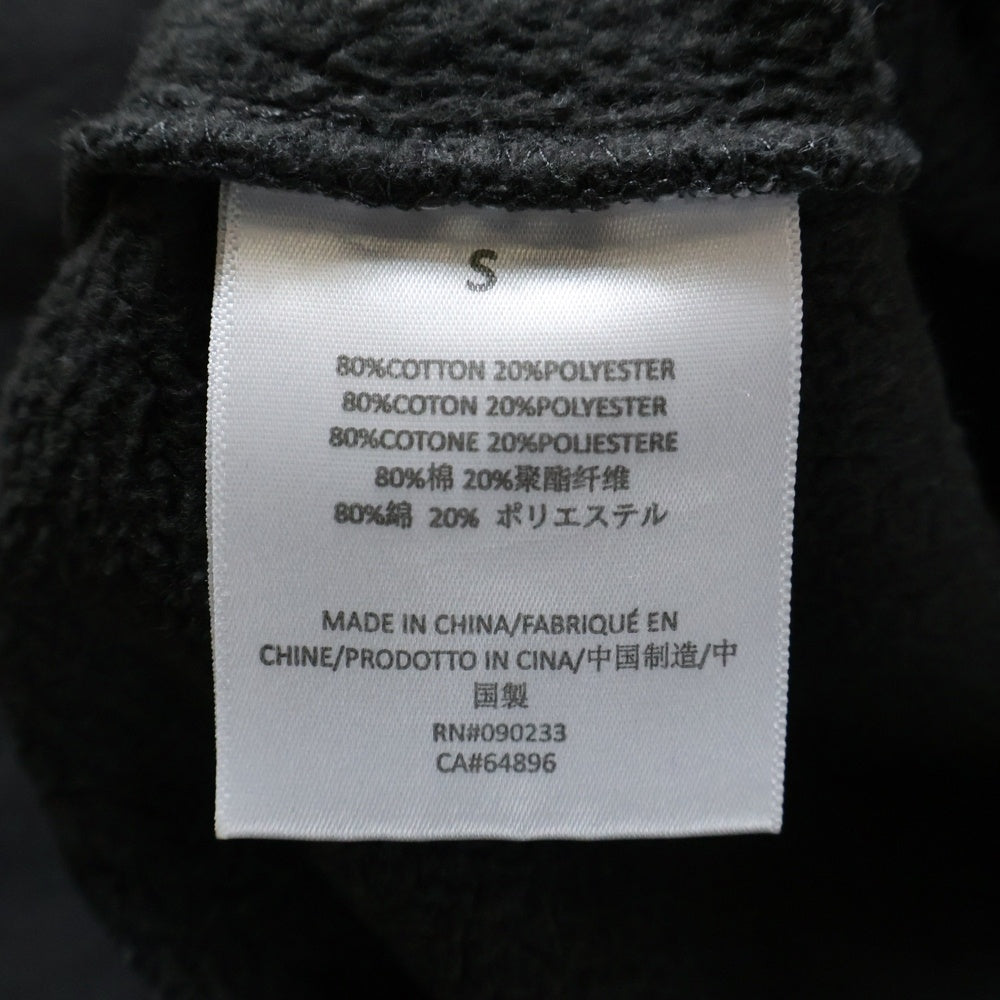 S
80%COTTON 20%POLYESTER
80%COTON 20%POLYESTER
80%COTONE 20%POLIESTERE
80%棉 20%聚酯纤维
80%綿 20% ポリエステル
MADE IN CHINA/FABRIQUÉ EN
CHINE/PRODOTTO IN CINA/中国制造/中
国製
RN#090233
CA#64896